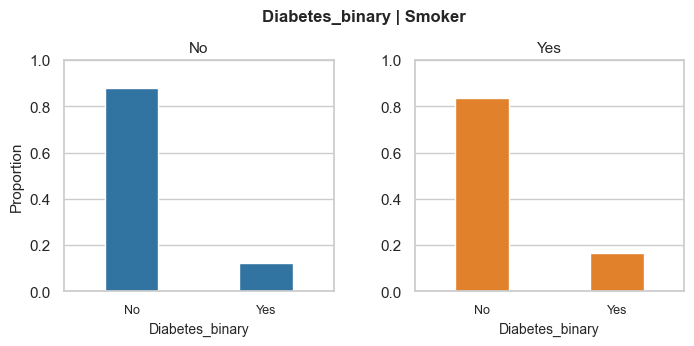 Diabetes_binary | Smoker
No
Proportion
1.0
0.8
0.6
0.4
0.2
0.0
No Yes
Diabetes_binary
Yes
1.0
0.8
0.6
0.4
0.2
0.0
No Yes
Diabetes_binary